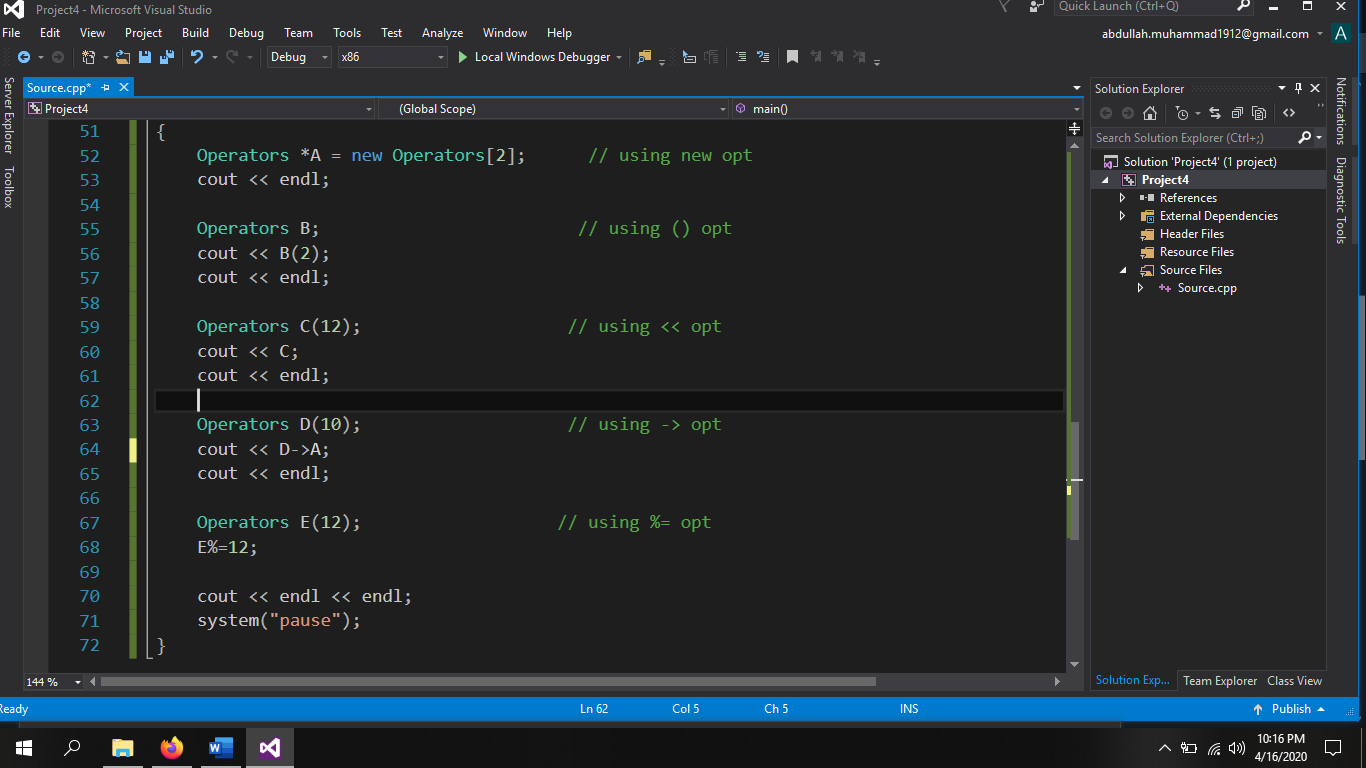 Project4 - Microsoft Visual Studio
Quick Launch (Ctrl+Q)
File Edit View Project Build Debug Team Tools Test Analyze Window Help
abdullah.muhammad1912@gmail.com A
Debug x86 Local Windows Debugger
Server Explorer
Toolbox
Source.cpp*
Project4 (Global Scope) main()
51 {
52 Operators *A = new Operators[2]; // using new opt
53 cout << endl;
54
55 Operators B; // using () opt
56 cout << B(2);
57 cout << endl;
58
59 Operators C(12); // using << opt
60 cout << C;
61 cout << endl;
62
63 Operators D(10); // using -> opt
64 cout << D->A;
65 cout << endl;
66
67 Operators E(12); // using %= opt
68 E%=12;
69
70 cout << endl << endl;
71 system("pause");
72 }
144 %
Solution Explorer
Search Solution Explorer (Ctrl+;)
Solution 'Project4' (1 project)
Project4
References
External Dependencies
Header Files
Resource Files
Source Files
Source.cpp
Solution Exp... Team Explorer Class View
Notifications
Diagnostic Tools
Ready Ln 62 Col 5 Ch 5 INS Publish
10:16 PM
4/16/2020